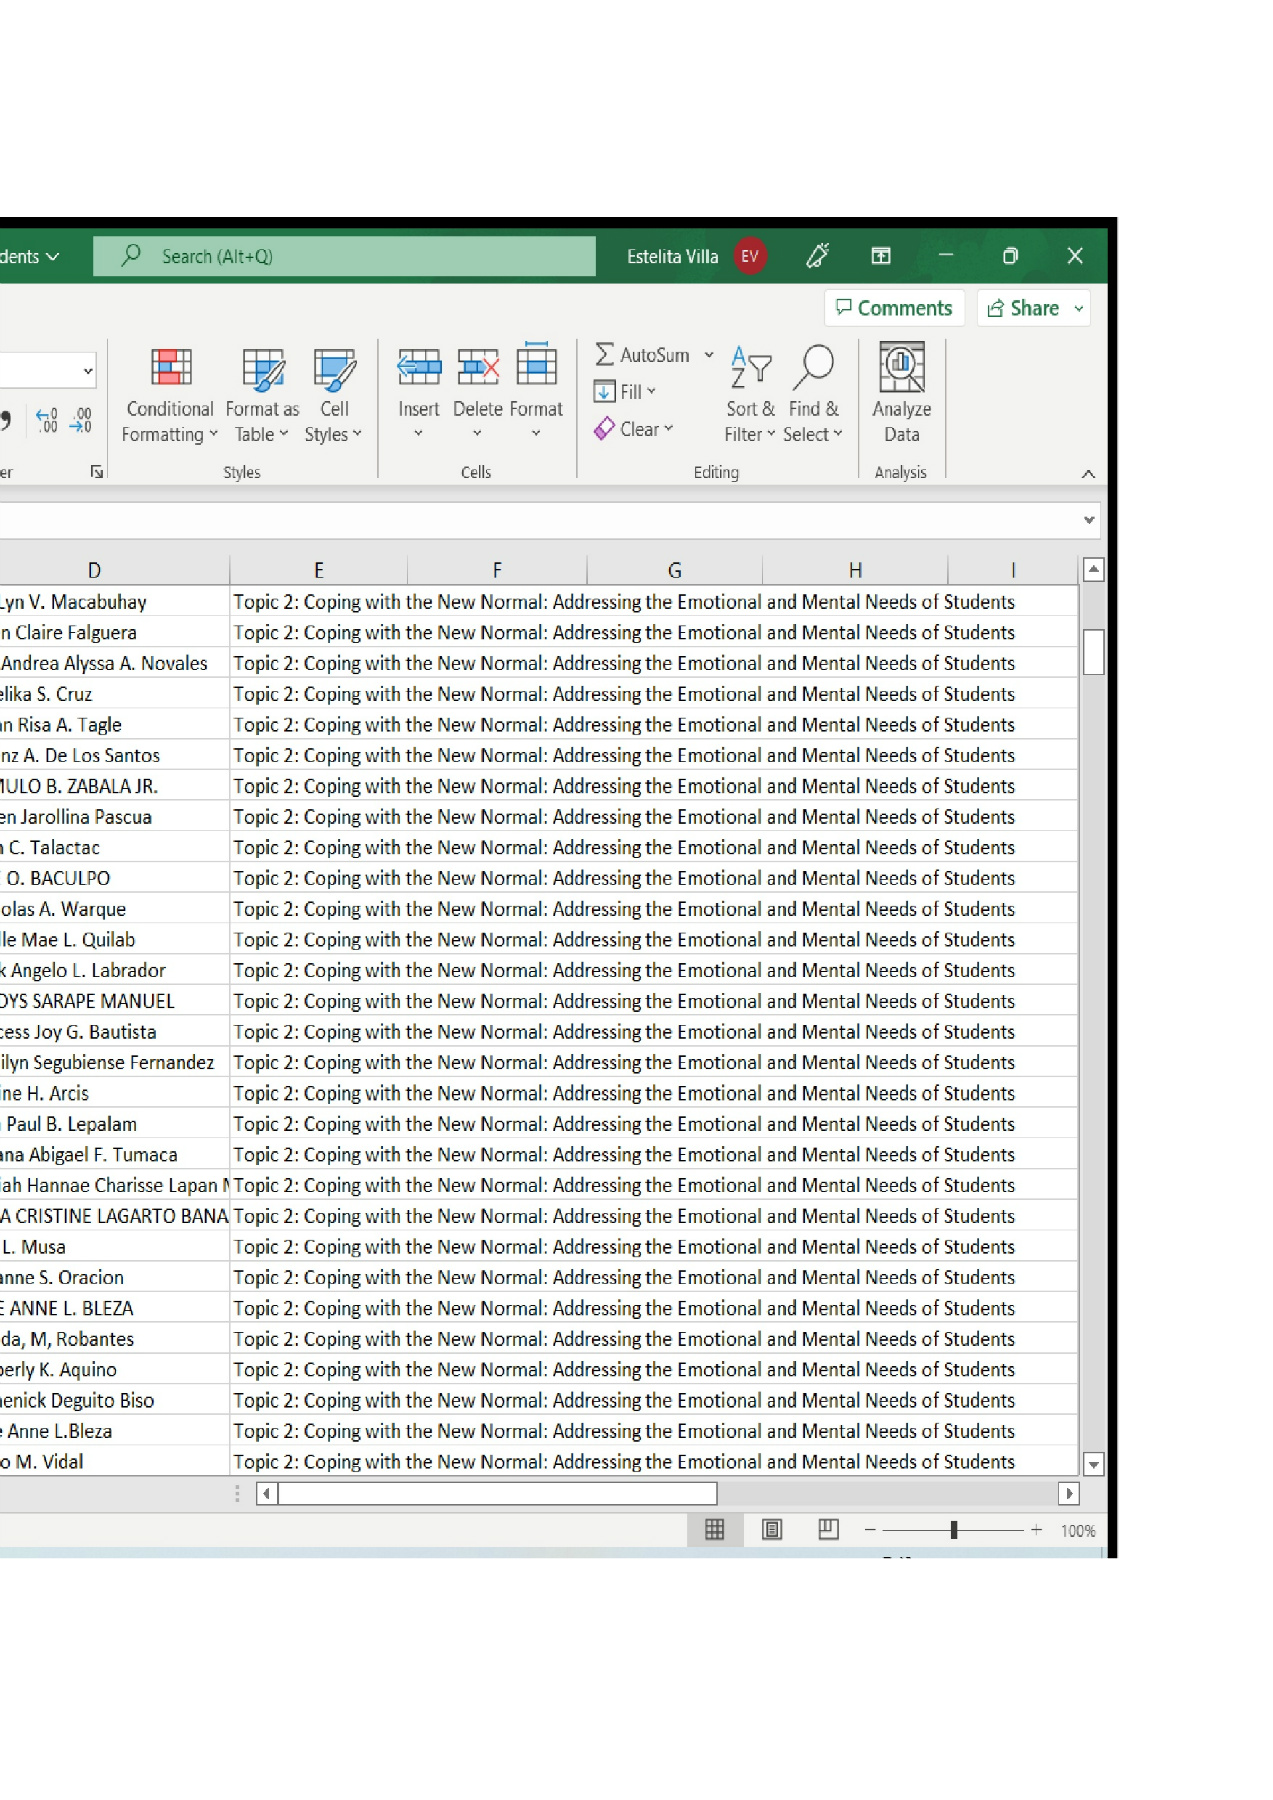 dents Search (Alt+Q) Estelita Villa EV
Comments Share
AutoSum
Fill
Clear
Conditional Formatting Format as Table Cell Styles Insert Delete Format Sort & Filter Find & Select Analyze Data
er Styles Cells Editing Analysis
D E F G H I
Lyn V. Macabuhay Topic 2: Coping with the New Normal: Addressing the Emotional and Mental Needs of Students
n Claire Falguera Topic 2: Coping with the New Normal: Addressing the Emotional and Mental Needs of Students
Andrea Alyssa A. Novales Topic 2: Coping with the New Normal: Addressing the Emotional and Mental Needs of Students
elika S. Cruz Topic 2: Coping with the New Normal: Addressing the Emotional and Mental Needs of Students
an Risa A. Tagle Topic 2: Coping with the New Normal: Addressing the Emotional and Mental Needs of Students
nz A. De Los Santos Topic 2: Coping with the New Normal: Addressing the Emotional and Mental Needs of Students
MULO B. ZABALA JR. Topic 2: Coping with the New Normal: Addressing the Emotional and Mental Needs of Students
en Jarollina Pascua Topic 2: Coping with the New Normal: Addressing the Emotional and Mental Needs of Students
n C. Talactac Topic 2: Coping with the New Normal: Addressing the Emotional and Mental Needs of Students
O. BACULPO Topic 2: Coping with the New Normal: Addressing the Emotional and Mental Needs of Students
olas A. Warque Topic 2: Coping with the New Normal: Addressing the Emotional and Mental Needs of Students
lle Mae L. Quilab Topic 2: Coping with the New Normal: Addressing the Emotional and Mental Needs of Students
k Angelo L. Labrador Topic 2: Coping with the New Normal: Addressing the Emotional and Mental Needs of Students
DYS SARAPE MANUEL Topic 2: Coping with the New Normal: Addressing the Emotional and Mental Needs of Students
cess Joy G. Bautista Topic 2: Coping with the New Normal: Addressing the Emotional and Mental Needs of Students
ilyn Segubiense Fernandez Topic 2: Coping with the New Normal: Addressing the Emotional and Mental Needs of Students
ine H. Arcis Topic 2: Coping with the New Normal: Addressing the Emotional and Mental Needs of Students
Paul B. Lepalam Topic 2: Coping with the New Normal: Addressing the Emotional and Mental Needs of Students
ana Abigael F. Tumaca Topic 2: Coping with the New Normal: Addressing the Emotional and Mental Needs of Students
iah Hannae Charisse Lapan Topic 2: Coping with the New Normal: Addressing the Emotional and Mental Needs of Students
A CRISTINE LAGARTO BANA Topic 2: Coping with the New Normal: Addressing the Emotional and Mental Needs of Students
L. Musa Topic 2: Coping with the New Normal: Addressing the Emotional and Mental Needs of Students
anne S. Oracion Topic 2: Coping with the New Normal: Addressing the Emotional and Mental Needs of Students
E ANNE L. BLEZA Topic 2: Coping with the New Normal: Addressing the Emotional and Mental Needs of Students
da, M, Robantes Topic 2: Coping with the New Normal: Addressing the Emotional and Mental Needs of Students
berly K. Aquino Topic 2: Coping with the New Normal: Addressing the Emotional and Mental Needs of Students
henick Deguito Biso Topic 2: Coping with the New Normal: Addressing the Emotional and Mental Needs of Students
e Anne L.Bleza Topic 2: Coping with the New Normal: Addressing the Emotional and Mental Needs of Students
o M. Vidal Topic 2: Coping with the New Normal: Addressing the Emotional and Mental Needs of Students
100%